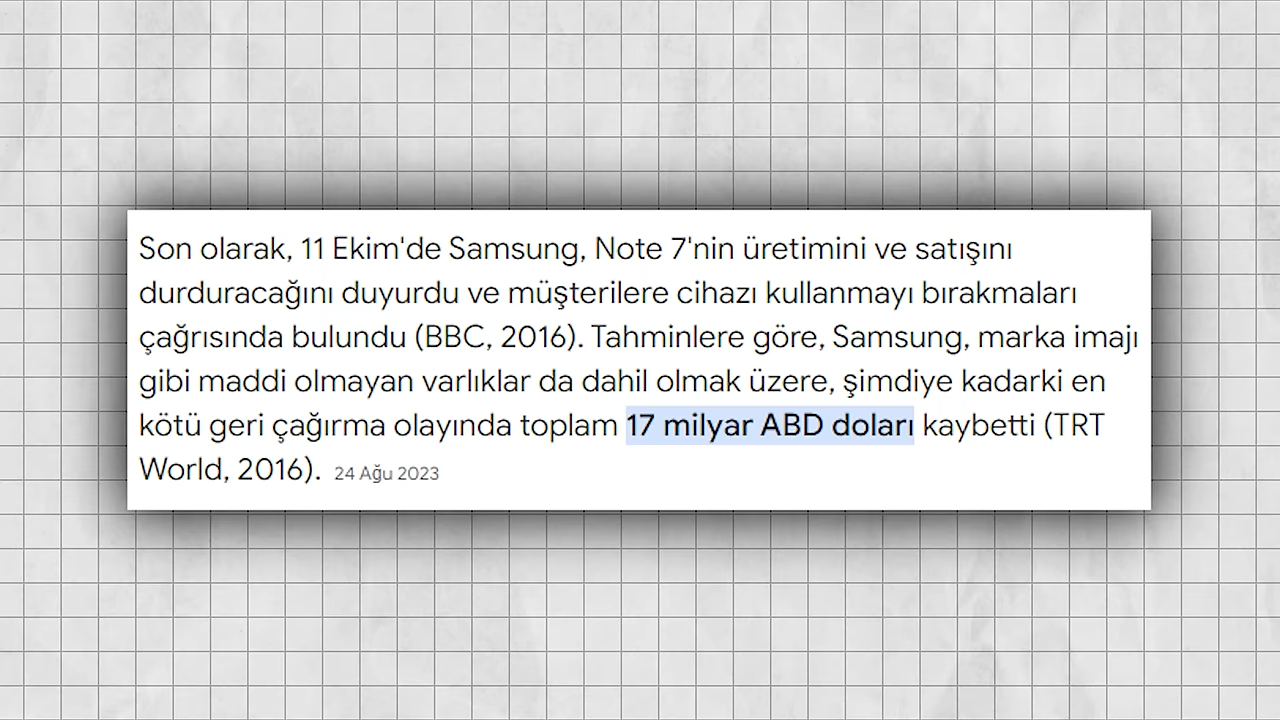 Son olarak, 11 Ekim'de Samsung, Note 7'nin üretimini ve satışını
durduracağını duyurdu ve müşterilere cihazı kullanmayı bırakmaları
çağrısında bulundu (BBC, 2016). Tahminlere göre, Samsung, marka imajı
gibi maddi olmayan varlıklar da dahil olmak üzere, şimdiye kadarki en
kötü geri çağırma olayında toplam 17 milyar ABD doları kaybetti (TRT
World, 2016). 24 Ağu 2023